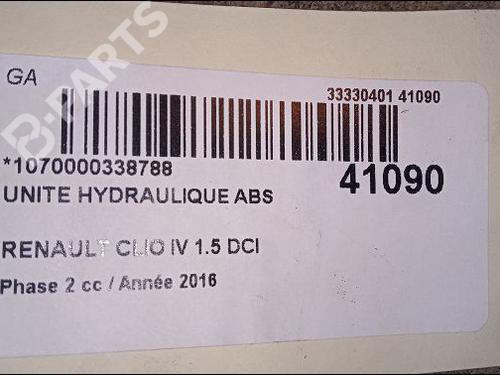 GA
33330401 41090
*1070000338788
41090
UNITE HYDRAULIQUE ABS
RENAULT CLIO IV 1.5 DCI
Phase 2 cc / Année 2016
B-PARTS